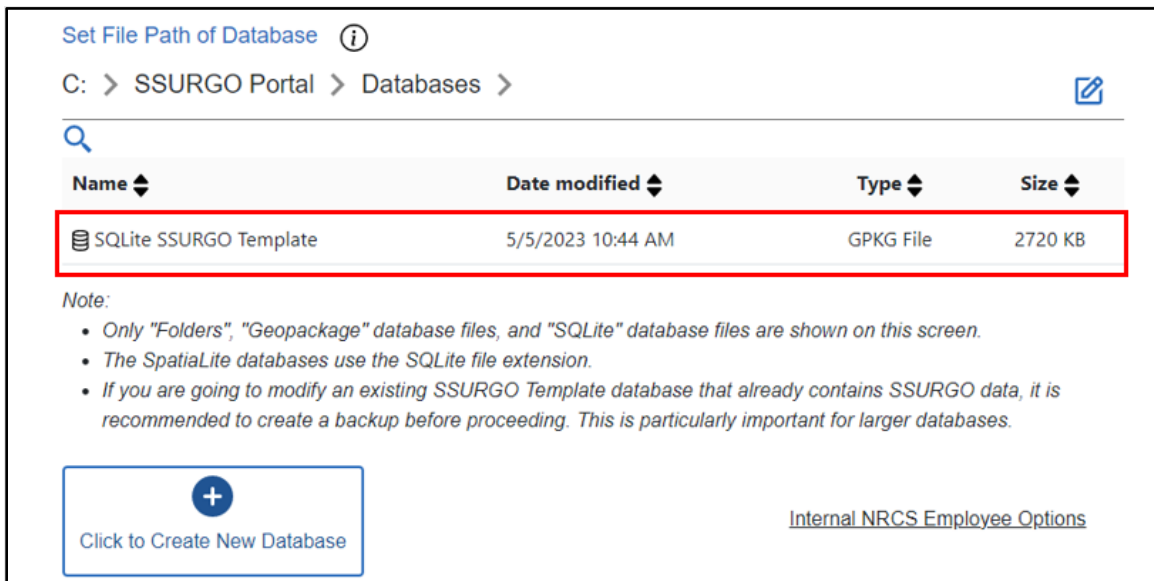 Set File Path of Database
C: > SSURGO Portal > Databases >
Name Date modified Type Size
SQLite SSURGO Template 5/5/2023 10:44 AM GPKG File 2720 KB
Note:
• Only "Folders", "Geopackage" database files, and "SQLite" database files are shown on this screen.
• The SpatiaLite databases use the SQLite file extension.
• If you are going to modify an existing SSURGO Template database that already contains SSURGO data, it is
recommended to create a backup before proceeding. This is particularly important for larger databases.
Click to Create New Database
Internal NRCS Employee Options